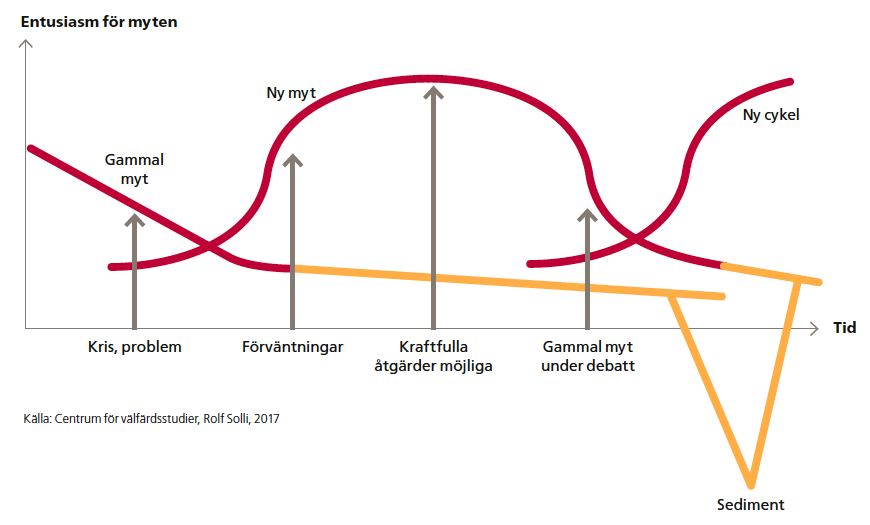 Entusiasm för myten
Ny myt
Ny cykel
Gammal
myt
Tid
Kris, problem
Förväntningar
Kraftfulla
åtgärder möjliga
Gammal myt
under debatt
Källa: Centrum för välfärdsstudier, Rolf Solli, 2017
Sediment